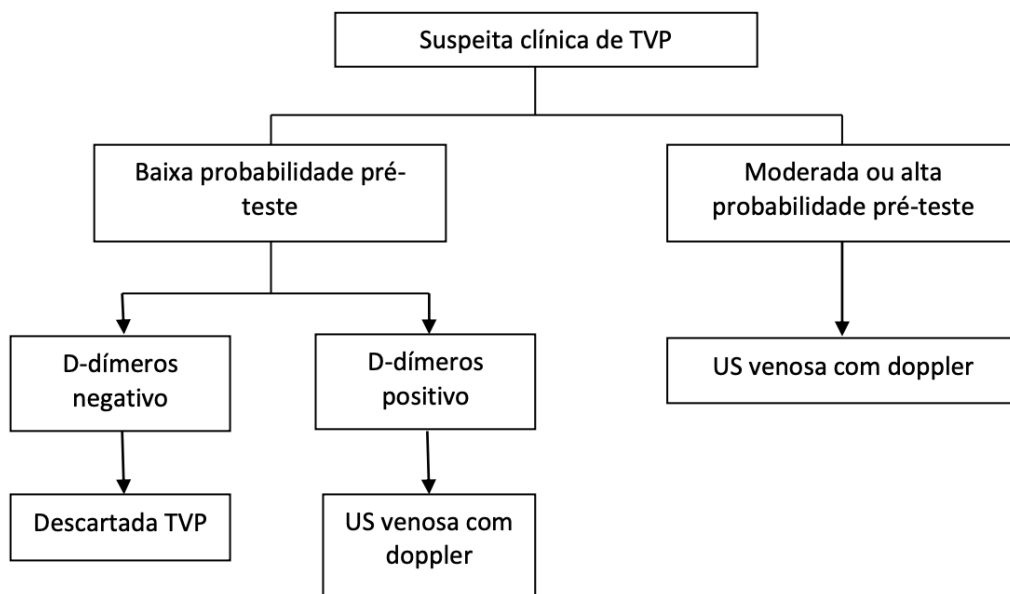 Suspeita clínica de TVP
Baixa probabilidade pré-
teste
Moderada ou alta
probabilidade pré-teste
D-dímeros
negativo
D-dímeros
positivo
US venosa com doppler
Descartada TVP
US venosa com
doppler